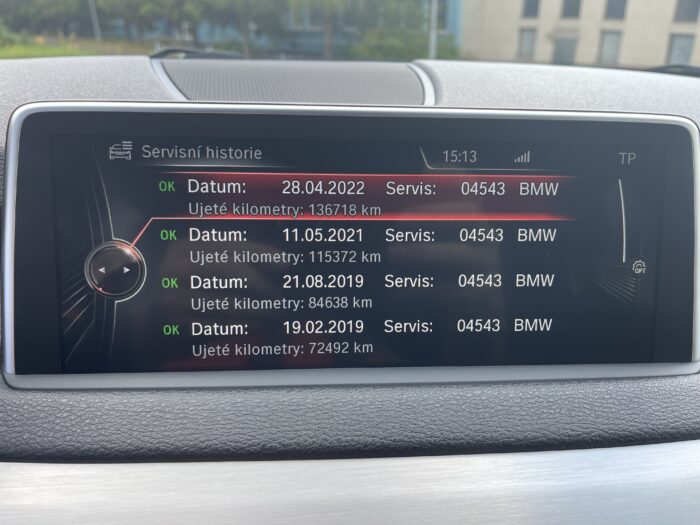 Servisní historie 15:13 TP
OK Datum: 28.04.2022 Servis: 04543 BMW
Ujeté kilometry: 136718 km
OK Datum: 11.05.2021 Servis: 04543 BMW
Ujeté kilometry: 115372 km
OK Datum: 21.08.2019 Servis: 04543 BMW
Ujeté kilometry: 84638 km
OPT
OK Datum: 19.02.2019 Servis: 04543 BMW
Ujeté kilometry: 72492 km